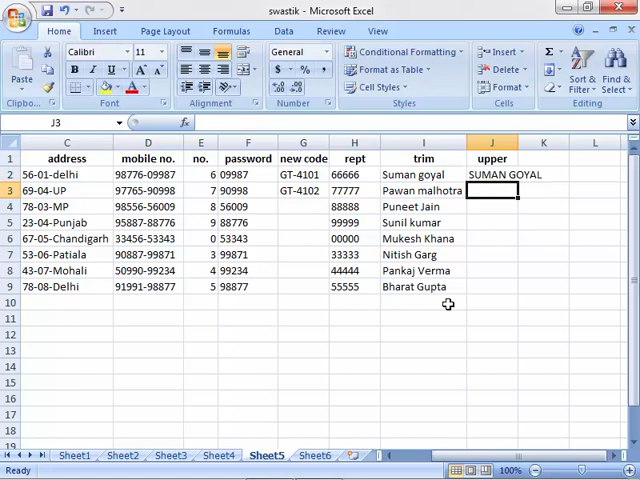 swastik - Microsoft Excel
Home Insert Page Layout Formulas Data Review View
Paste Calibri 11 General Conditional Formatting Insert Σ
B I U A A $ % , Format as Table Delete Sort & Filter Find & Select
A Cell Styles Format
Clipboard Font Alignment Number Styles Cells Editing
J3 fx
C D E F G H I J K L
1 address mobile no. no. password new code rept trim upper
2 56-01-delhi 98776-09987 6 09987 GT-4101 66666 Suman goyal SUMAN GOYAL
3 69-04-UP 97765-90998 7 90998 GT-4102 77777 Pawan malhotra
4 78-03-MP 98556-56009 8 56009 88888 Puneet Jain
5 23-04-Punjab 95887-88776 9 88776 99999 Sunil kumar
6 67-05-Chandigarh 33456-53343 0 53343 00000 Mukesh Khana
7 53-06-Patiala 90887-99871 3 99871 33333 Nitish Garg
8 43-07-Mohali 50990-99234 4 99234 44444 Pankaj Verma
9 78-08-Delhi 91991-98877 5 98877 55555 Bharat Gupta
10
11
12
13
14
15
16
17
18
19
Sheet1 Sheet2 Sheet3 Sheet4 Sheet5 Sheet6
Ready 100%